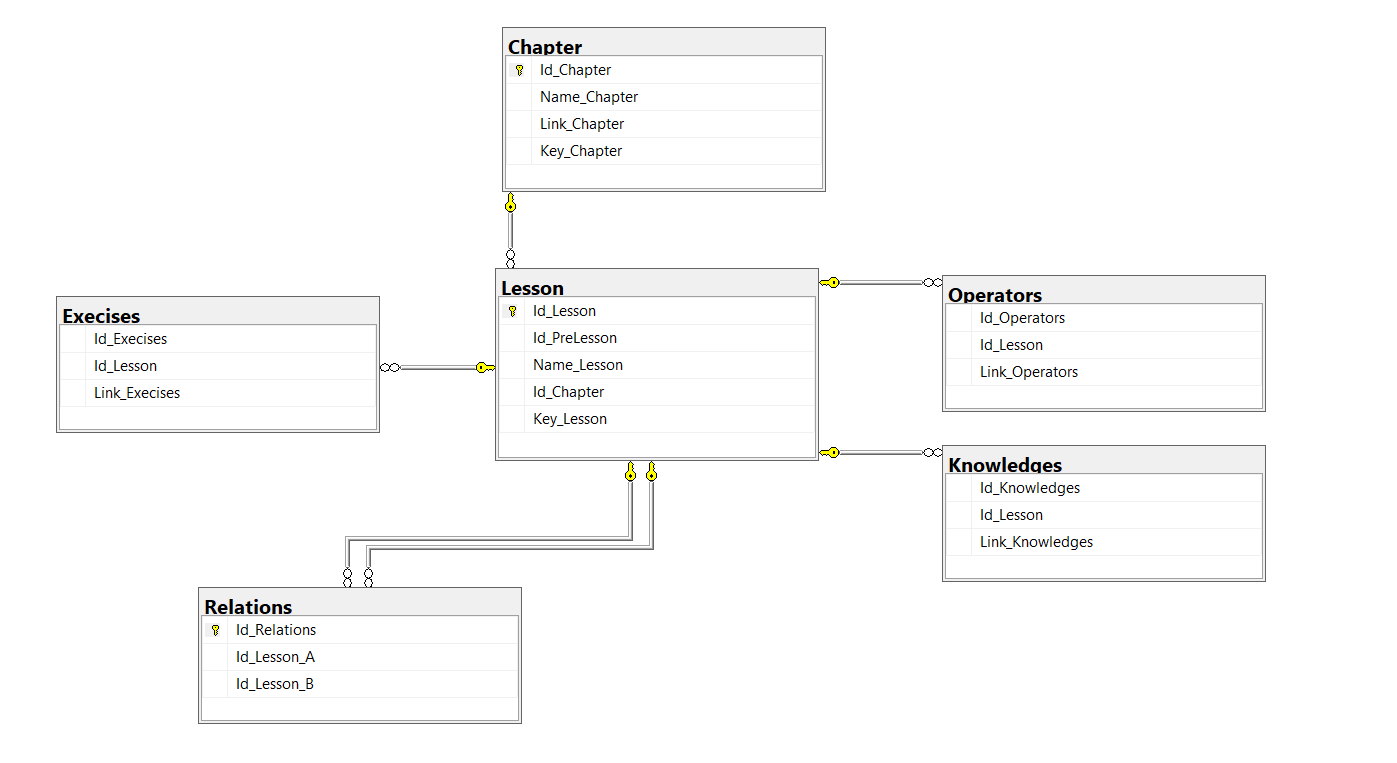 Chapter
Id_Chapter
Name_Chapter
Link_Chapter
Key_Chapter
Lesson
Id_Lesson
Id_PreLesson
Name_Lesson
Id_Chapter
Key_Lesson
Operators
Id_Operators
Id_Lesson
Link_Operators
Execises
Id_Execises
Id_Lesson
Link_Execises
Knowledges
Id_Knowledges
Id_Lesson
Link_Knowledges
Relations
Id_Relations
Id_Lesson_A
Id_Lesson_B